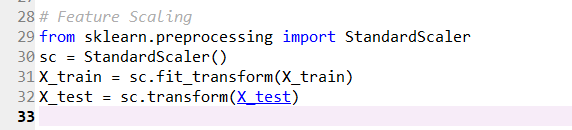 28 # Feature Scaling
29 from sklearn.preprocessing import StandardScaler
30 sc = StandardScaler()
31 X_train = sc.fit_transform(X_train)
32 X_test = sc.transform(X_test)
33